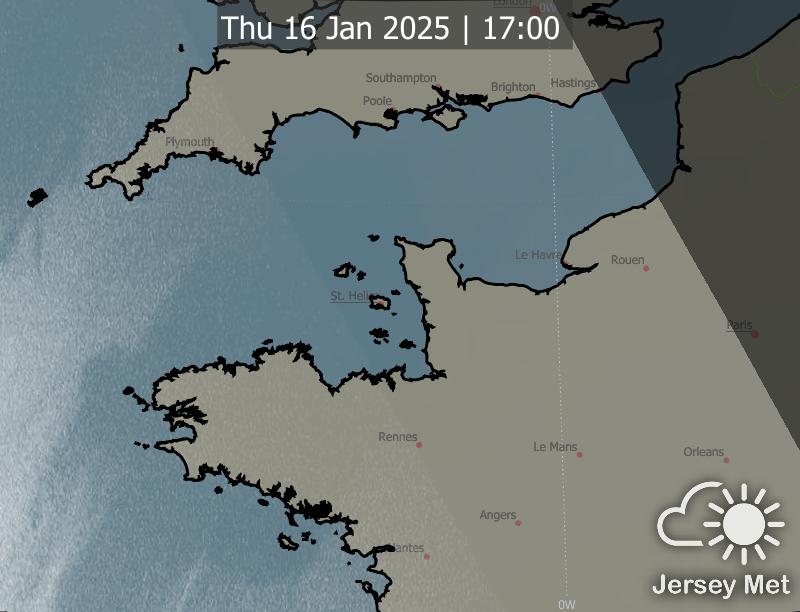 London
0W
Thu 16 Jan 2025 | 17:00
Southampton
Brighton
Hastings
Poole
Plymouth
Le Havre
Rouen
St. Helier
Paris
Rennes
Le Mans
Orleans
Angers
Nantes
0W
Jersey Met